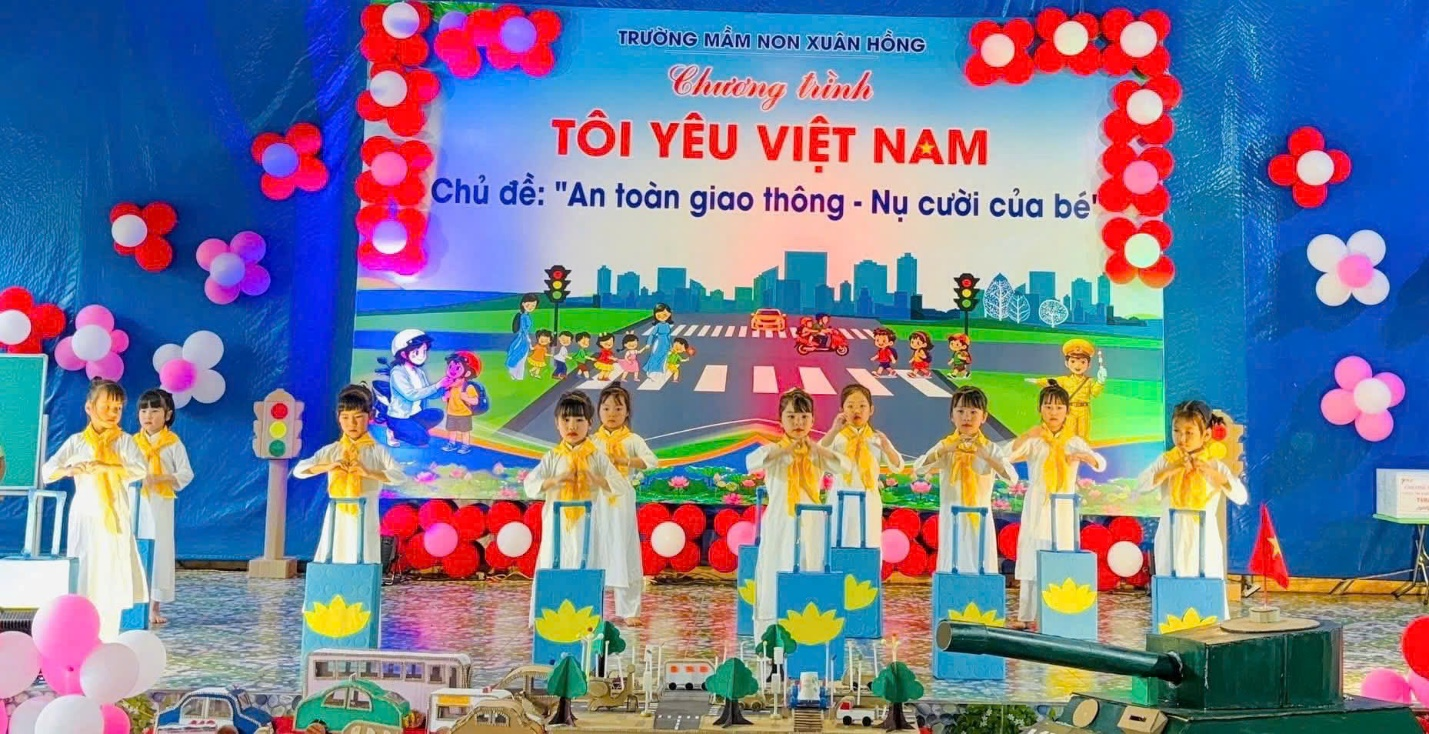 TRƯỜNG MẦM NON XUÂN HỒNG
Chương trình
TÔI YÊU VIỆT NAM
Chủ đề: "An toàn giao thông - Nụ cười của bé"